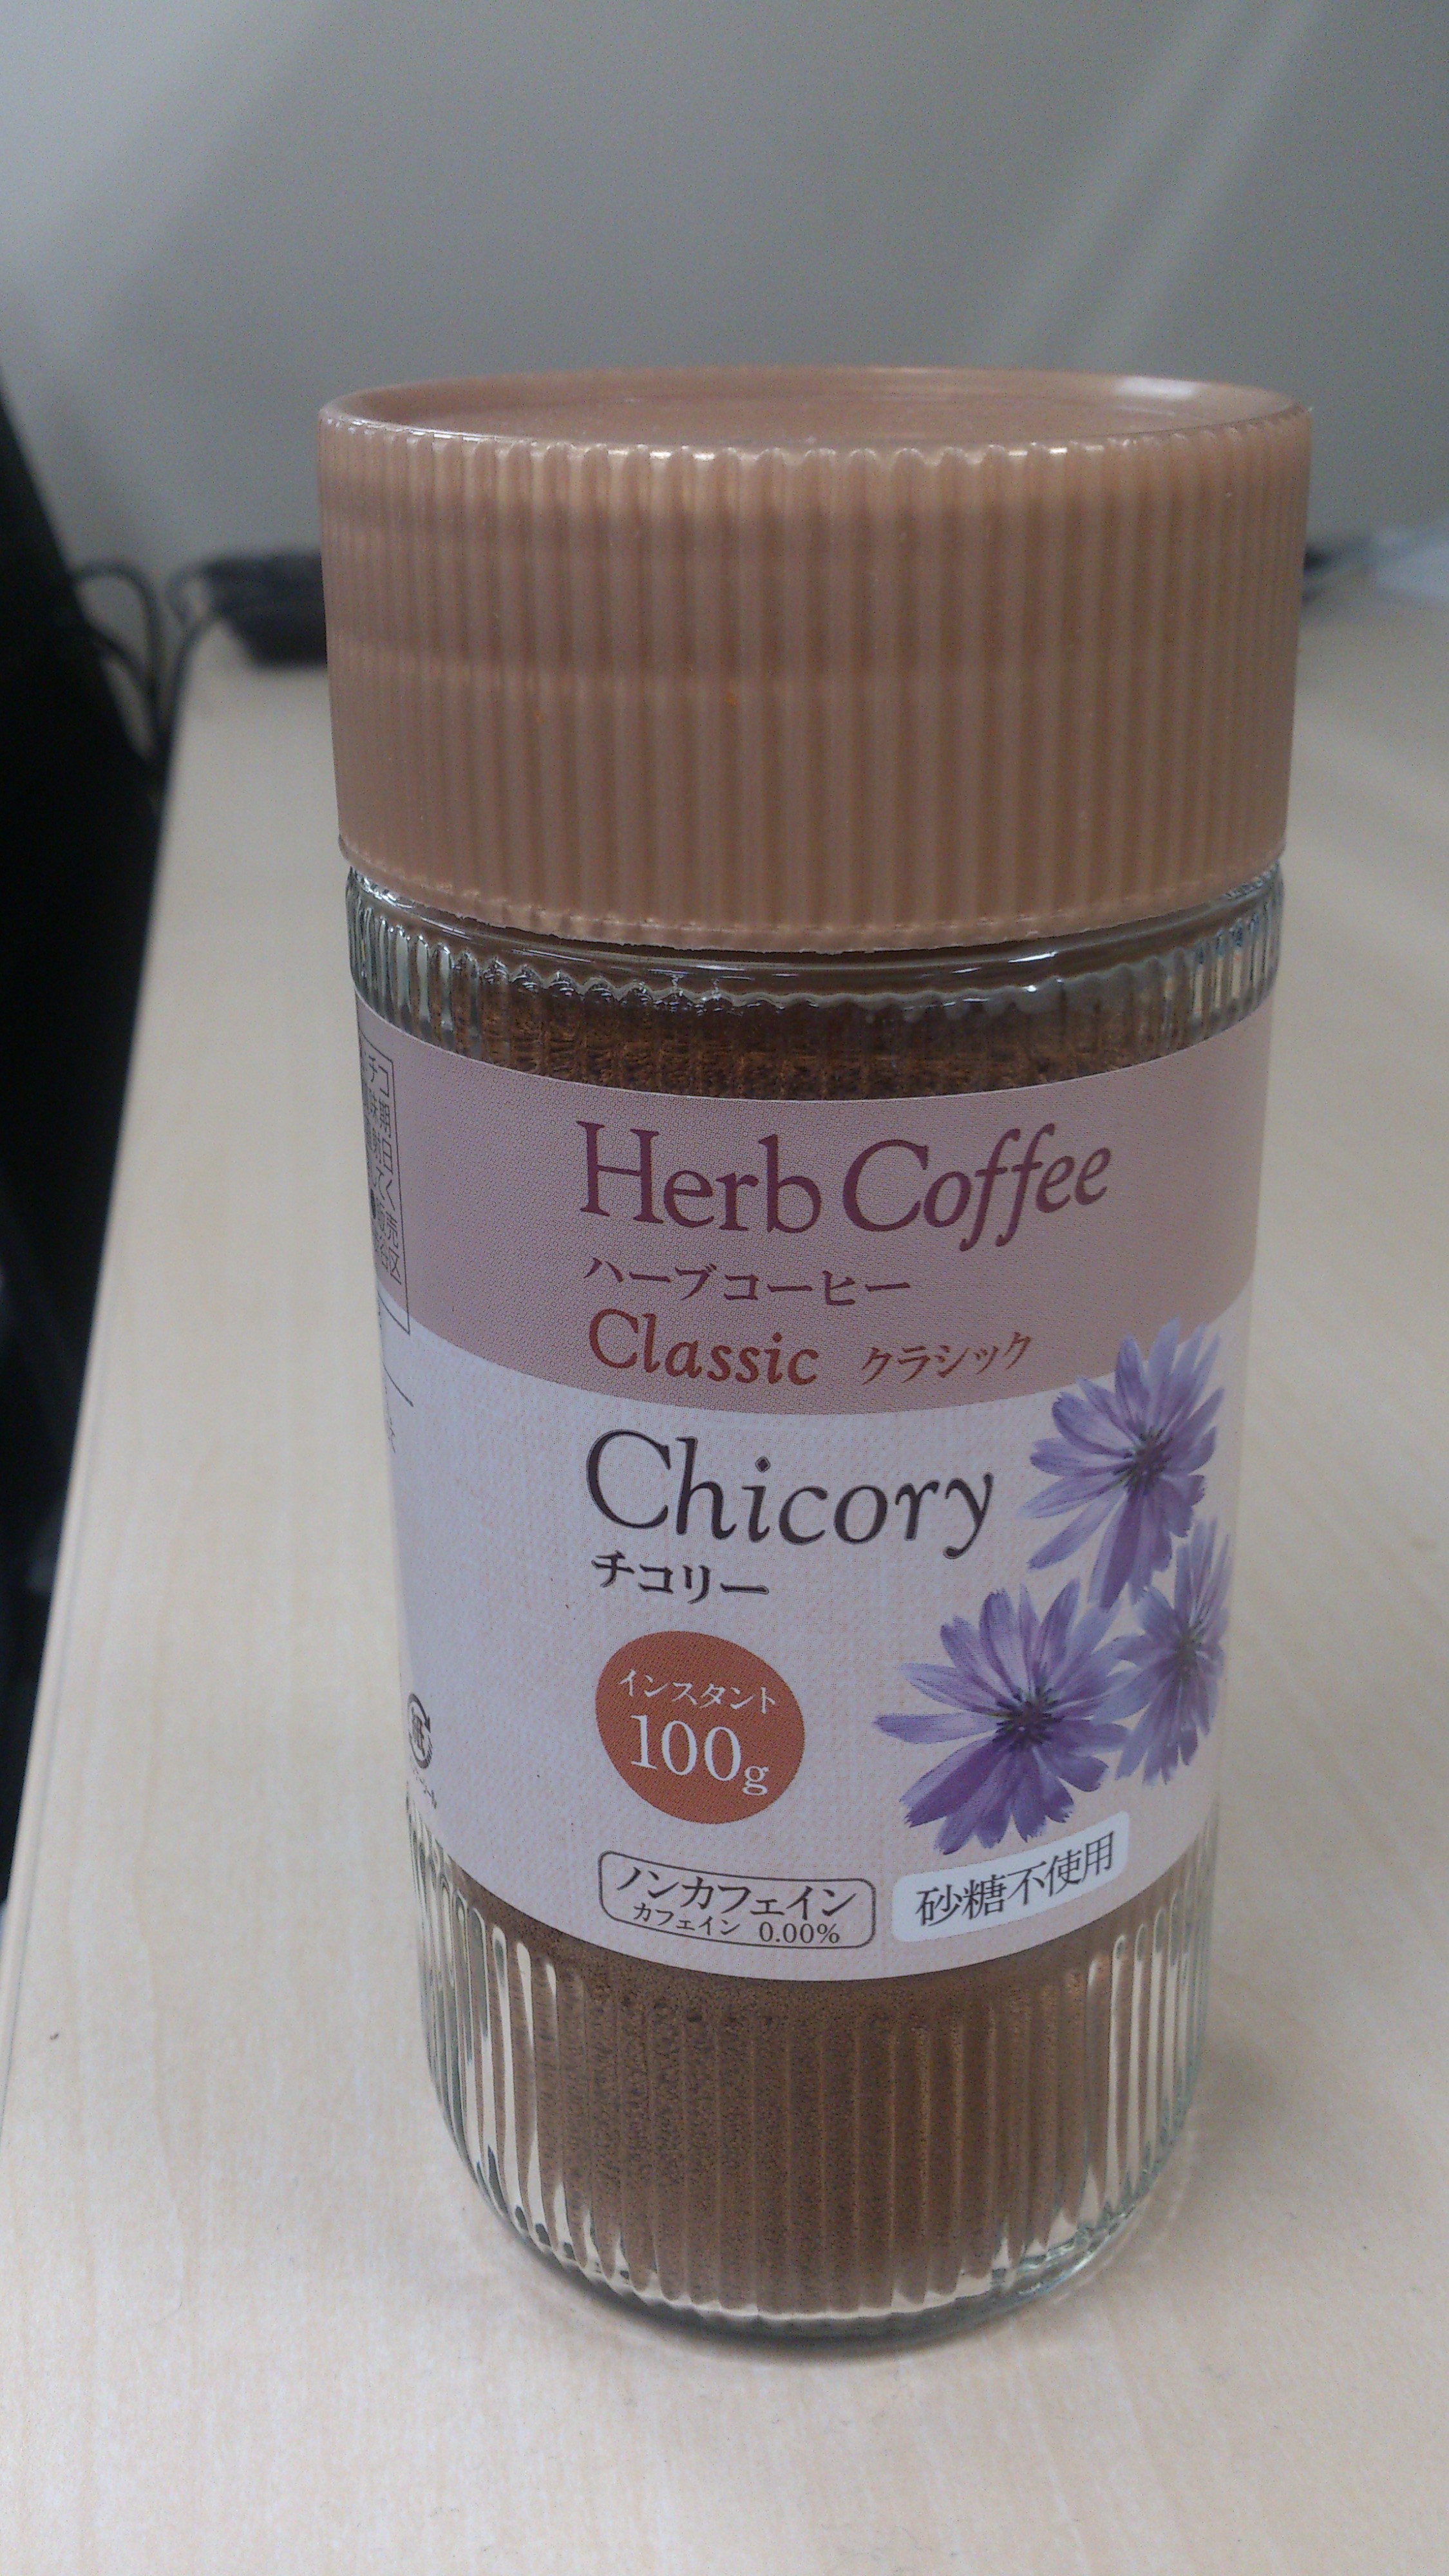 Herb Coffee
ハーブコーヒー
Classic クラシック
Chicory
チコリー
インスタント
100g
ノンカフェイン
カフェイン 0.00%
砂糖不使用